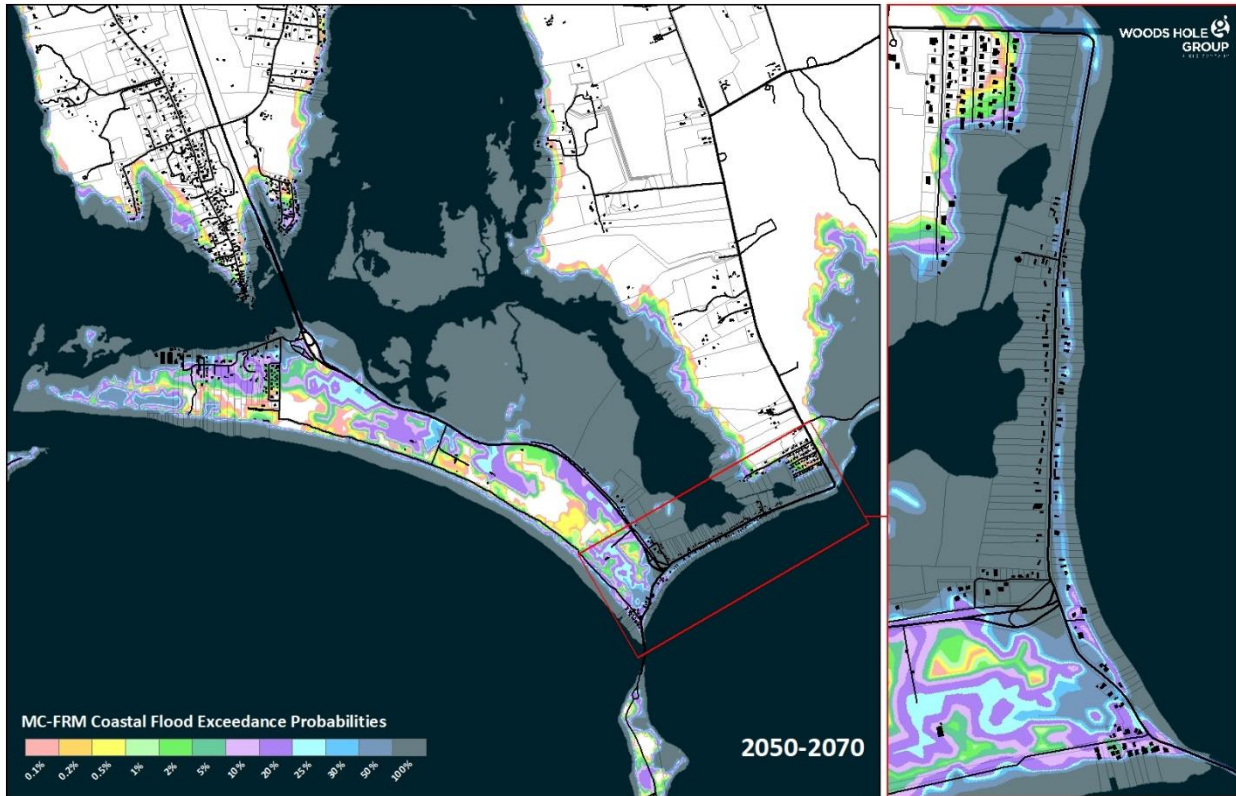 WOODS HOLE
GROUP
MC-FRM Coastal Flood Exceedance Probabilities
0.1% 0.2% 0.5% 1% 2% 5% 10% 20% 25% 30% 50% 100%
2050-2070